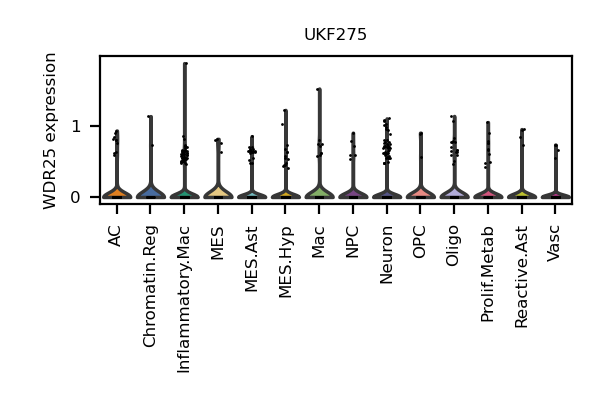 UKF275
WDR25 expression
1
0
AC
Chromatin.Reg
Inflammatory.Mac
MES
MES.Ast
MES.Hyp
Mac
NPC
Neuron
OPC
Oligo
Prolif.Metab
Reactive.Ast
Vasc